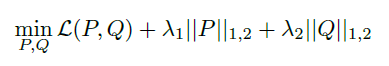 min_{P,Q} ℒ(P, Q) + λ₁||P||₁,₂ + λ₂||Q||₁,₂